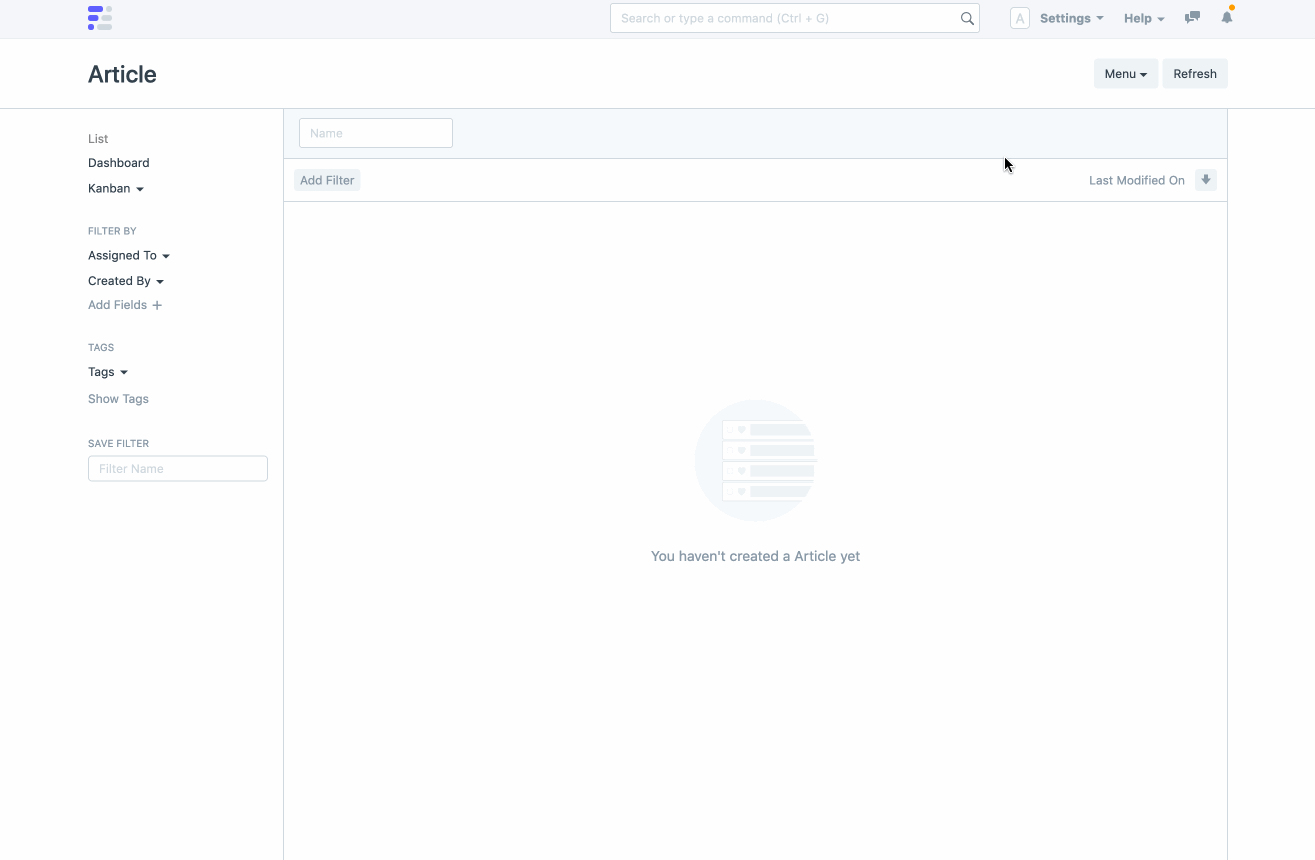 Search or type a command (Ctrl + G)
A
Settings
Help
Article
Menu
Refresh
List
Dashboard
Kanban
FILTER BY
Assigned To
Created By
Add Fields +
TAGS
Tags
Show Tags
SAVE FILTER
Filter Name
Name
Add Filter
Last Modified On
You haven't created a Article yet